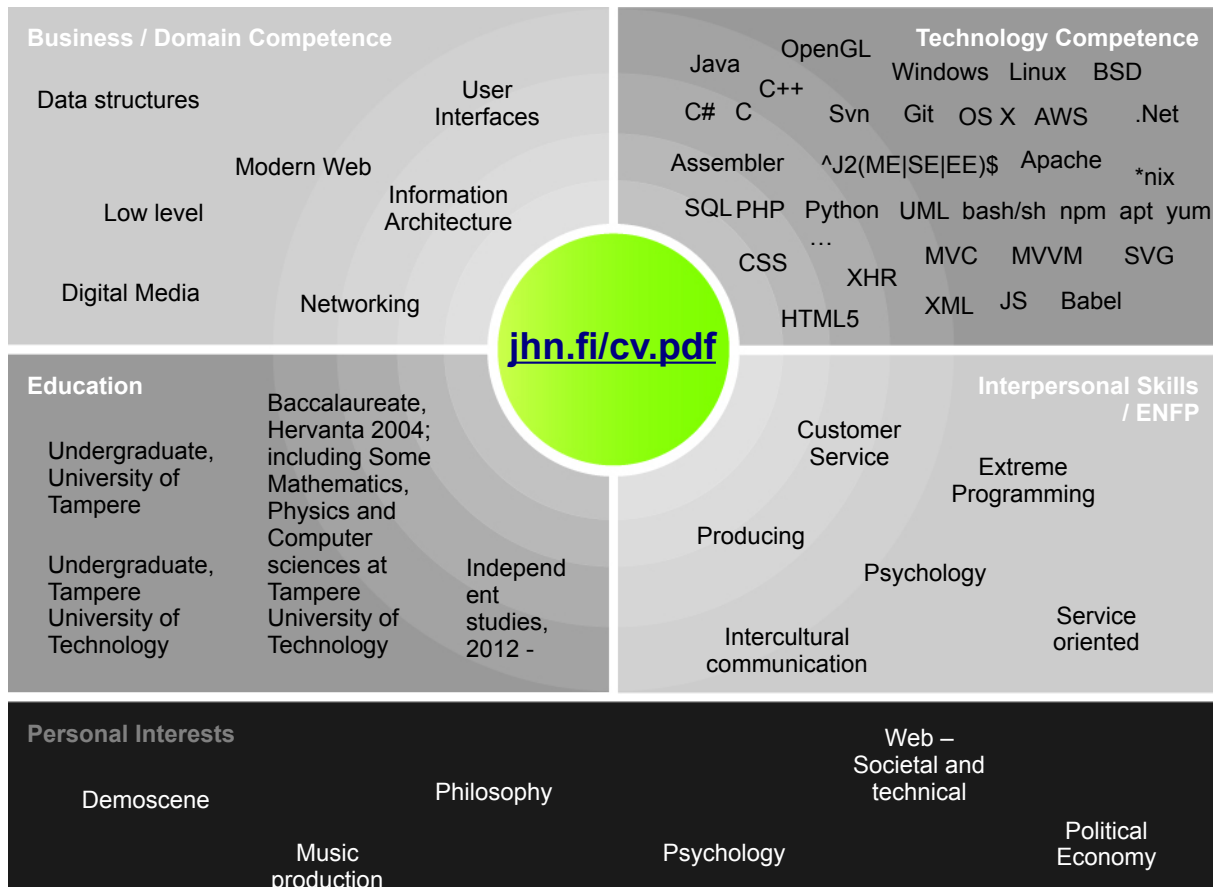 Business / Domain Competence
Data structures
User
Interfaces
Modern Web
Low level
Information
Architecture
Digital Media
Networking
Technology Competence
OpenGL
Java
Windows Linux BSD
C++
C# C
Svn Git OS X AWS .Net
Assembler ^J2(ME|SE|EE)$ Apache
*nix
SQL PHP Python UML bash/sh npm apt yum
…
CSS
XHR
MVC MVVM SVG
HTML5
XML JS Babel
jhn.fi/cv.pdf
Education
Undergraduate,
University of
Tampere
Undergraduate,
Tampere
University of
Technology
Baccalaureate,
Hervanta 2004;
including Some
Mathematics,
Physics and
Computer
sciences at
Tampere
University of
Technology
Independ
ent
studies,
2012 -
Interpersonal Skills
/ ENFP
Customer
Service
Extreme
Programming
Producing
Psychology
Intercultural
communication
Service
oriented
Personal Interests
Demoscene
Music
production
Philosophy
Psychology
Web –
Societal and
technical
Political
Economy